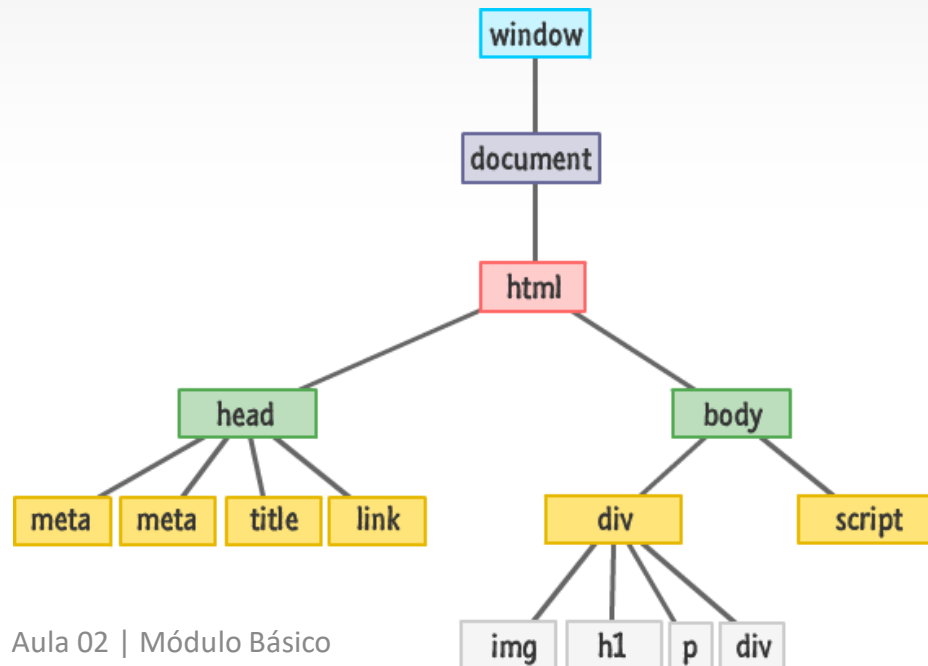 window
document
html
head body
meta meta title link div script
img h1 p div
Aula 02 | Módulo Básico